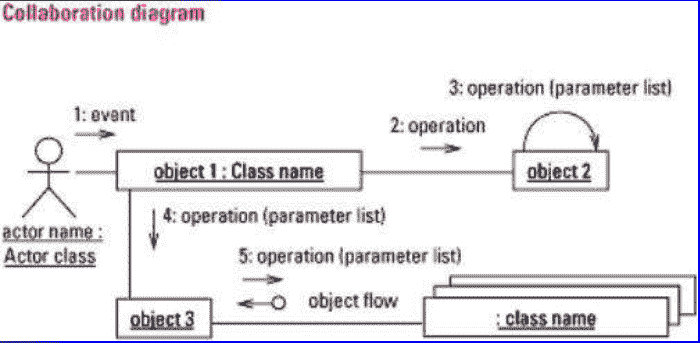 Collaboration diagram
3: operation (parameter list)
1: event
2: operation
object 1 : Class name
object 2
actor name :
Actor class
4: operation (parameter list)
5: operation (parameter list)
object flow
object 3
: class name